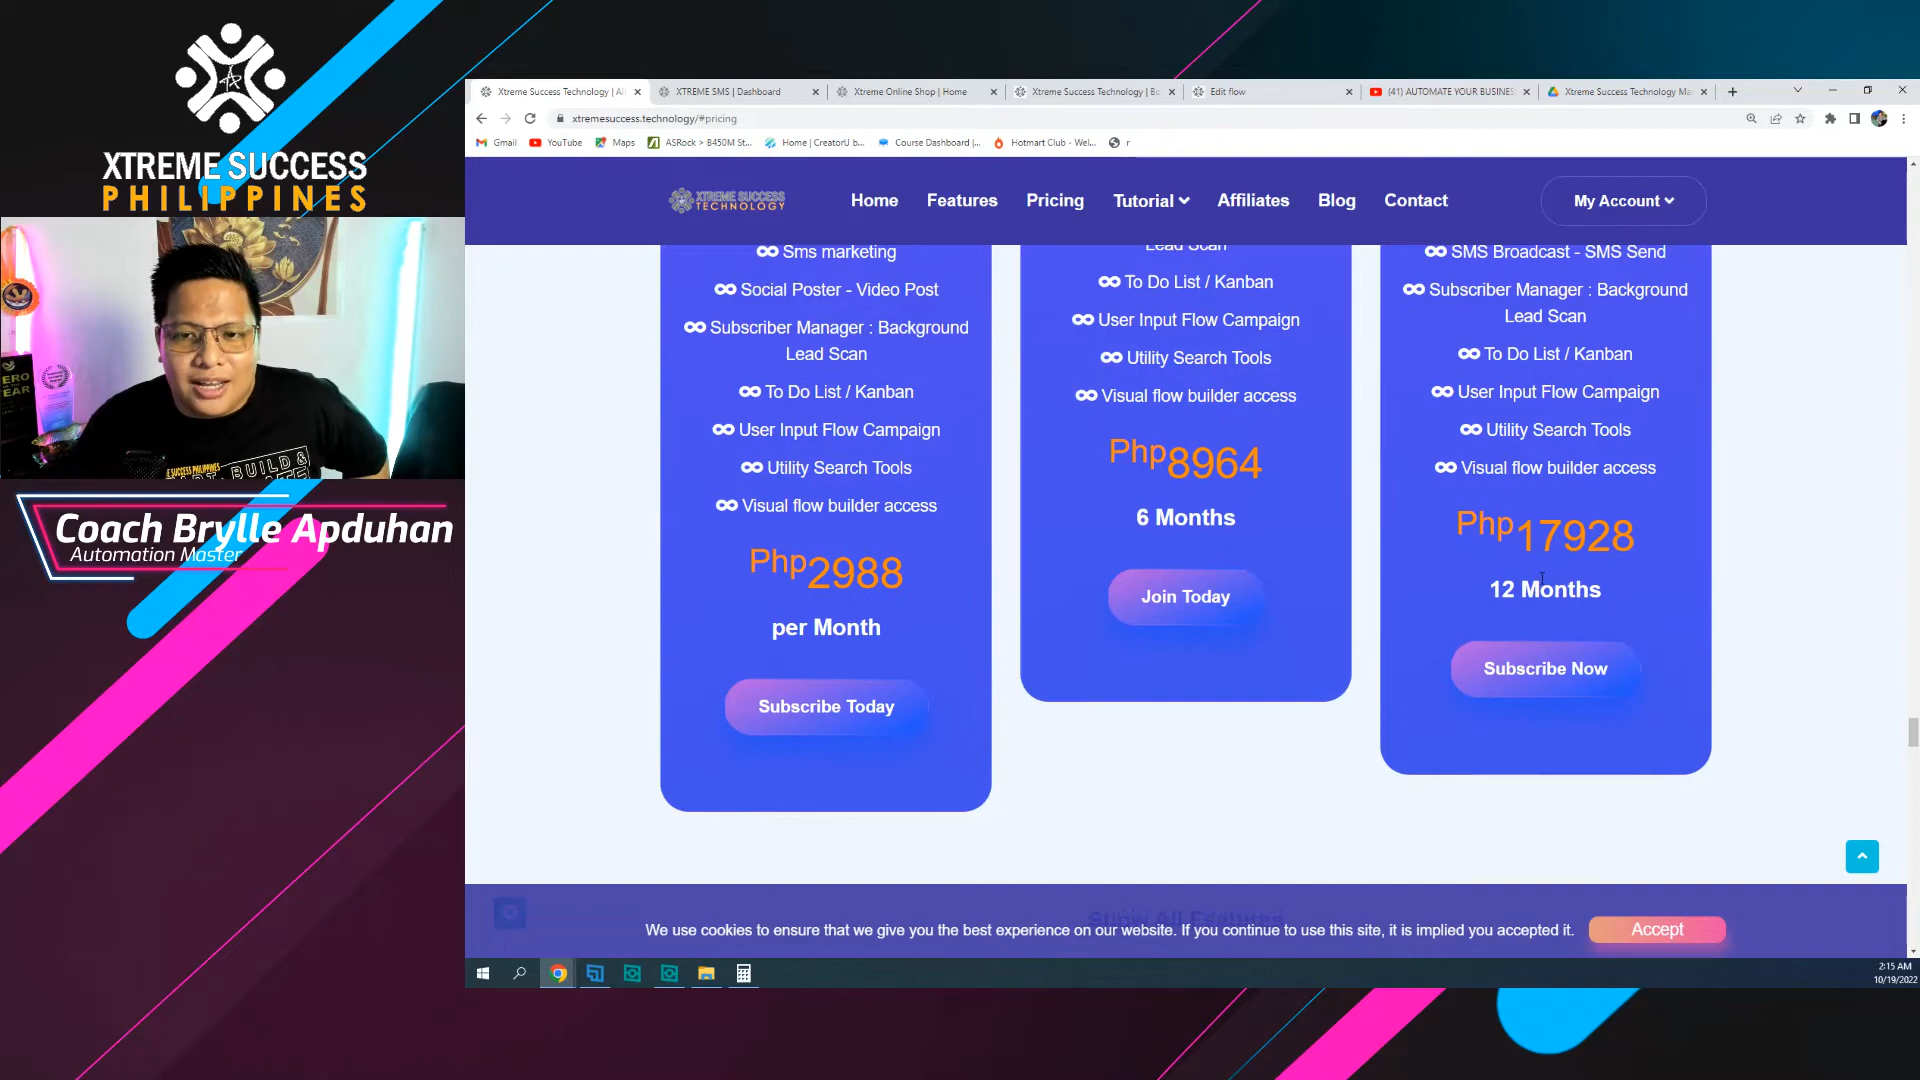 XTREME SUCCESS
PHILIPPINES
Coach Brylle Apduhan
Automation Master
Xtreme Success Technology | Al
XTREME SMS | Dashboard
Xtreme Online Shop | Home
Xtreme Success Technology | Bo
Edit flow
(41) AUTOMATE YOUR BUSINES
Xtreme Success Technology Ma
xtremesuccess.technology/#pricing
Gmail
YouTube
Maps
ASRock > B450M St...
Home | CreatorU b...
Course Dashboard |...
Hotmart Club - Wel...
r
XTREME SUCCESS
TECHNOLOGY
Home
Features
Pricing
Tutorial
Affiliates
Blog
Contact
My Account
Sms marketing
Social Poster - Video Post
Subscriber Manager : Background
Lead Scan
To Do List / Kanban
User Input Flow Campaign
Utility Search Tools
Visual flow builder access
Php2988
per Month
Subscribe Today
Lead Scan
To Do List / Kanban
User Input Flow Campaign
Utility Search Tools
Visual flow builder access
Php8964
6 Months
Join Today
SMS Broadcast - SMS Send
Subscriber Manager : Background
Lead Scan
To Do List / Kanban
User Input Flow Campaign
Utility Search Tools
Visual flow builder access
Php17928
12 Months
Subscribe Now
Show All Features
We use cookies to ensure that we give you the best experience on our website. If you continue to use this site, it is implied you accepted it.
Accept
2:15 AM
10/19/2022